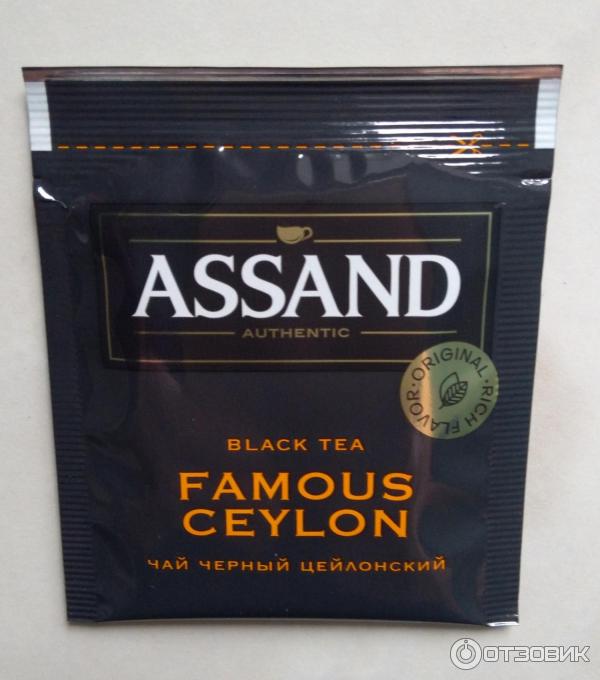 ASSAND
AUTHENTIC
ORIGINAL · RICH FLAVOR ·
BLACK TEA
FAMOUS
CEYLON
ЧАЙ ЧЕРНЫЙ ЦЕЙЛОНСКИЙ
ОТЗОВИК